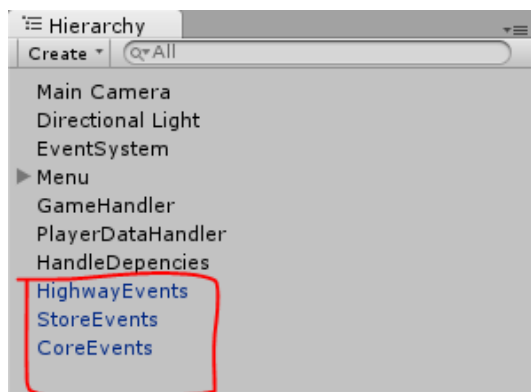 Hierarchy
Create All
Main Camera
Directional Light
EventSystem
Menu
GameHandler
PlayerDataHandler
HandleDepencies
HighwayEvents
StoreEvents
CoreEvents